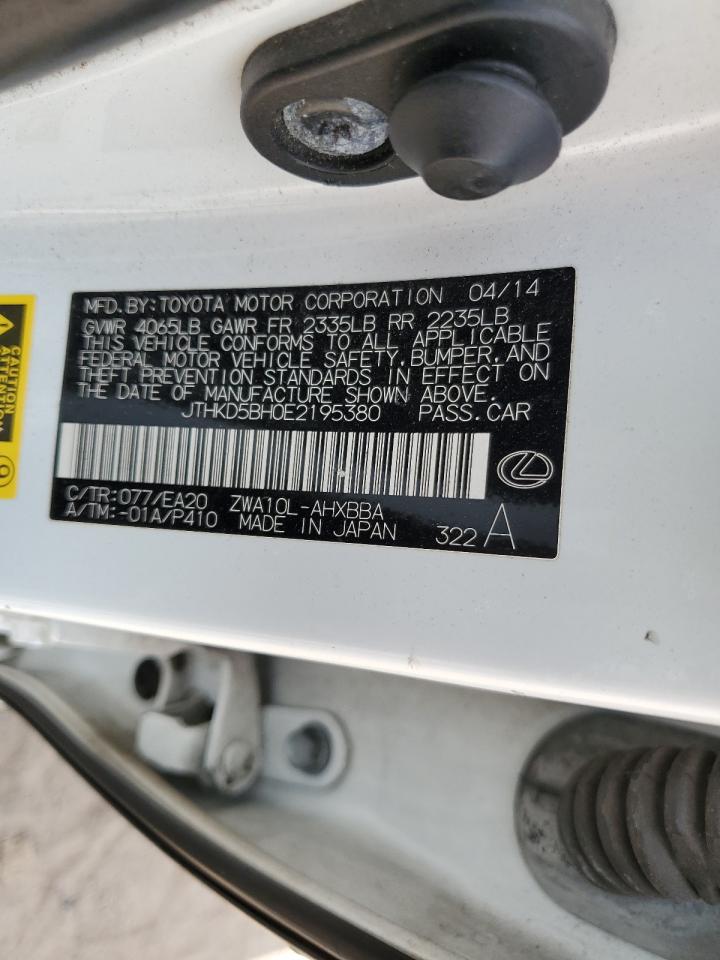 MFD. BY: TOYOTA MOTOR CORPORATION 04/14
GVWR 4065LB GAWR FR 2335LB RR 2235LB
THIS VEHICLE CONFORMS TO ALL APPLICABLE
FEDERAL MOTOR VEHICLE SAFETY, BUMPER, AND
THEFT PREVENTION STANDARDS IN EFFECT ON
THE DATE OF MANUFACTURE SHOWN ABOVE.
JTHKD5BH0E2195380 PASS. CAR
C/TR: 077/EA20 ZWA10L-AHXBBA
A/TM: -01A/P410 MADE IN JAPAN 322 A
CAUTION
ATTENTION